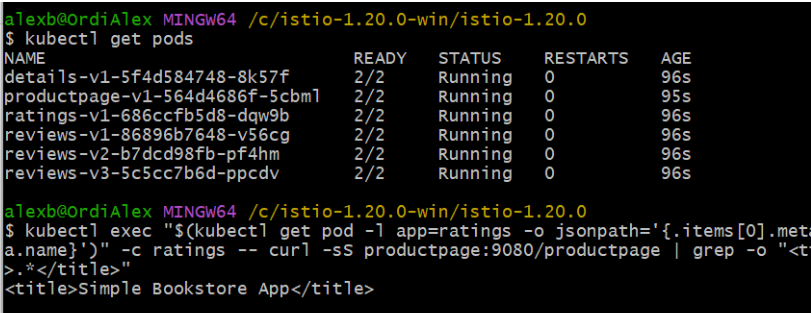 alexb@OrdiAlex MINGW64 /c/istio-1.20.0-win/istio-1.20.0
$ kubectl get pods
NAME READY STATUS RESTARTS AGE
details-v1-5f4d584748-8k57f 2/2 Running 0 96s
productpage-v1-564d4686f-5cbml 2/2 Running 0 95s
ratings-v1-686ccfb5d8-dqw9b 2/2 Running 0 96s
reviews-v1-86896b7648-v56cg 2/2 Running 0 96s
reviews-v2-b7dcd98fb-pf4hm 2/2 Running 0 96s
reviews-v3-5c5cc7b6d-ppcdv 2/2 Running 0 96s
alexb@OrdiAlex MINGW64 /c/istio-1.20.0-win/istio-1.20.0
$ kubectl exec "$(kubectl get pod -l app=ratings -o jsonpath='{.items[0].meta
a.name}')" -c ratings -- curl -sS productpage:9080/productpage | grep -o "<ti
>.*</title>"
<title>Simple Bookstore App</title>